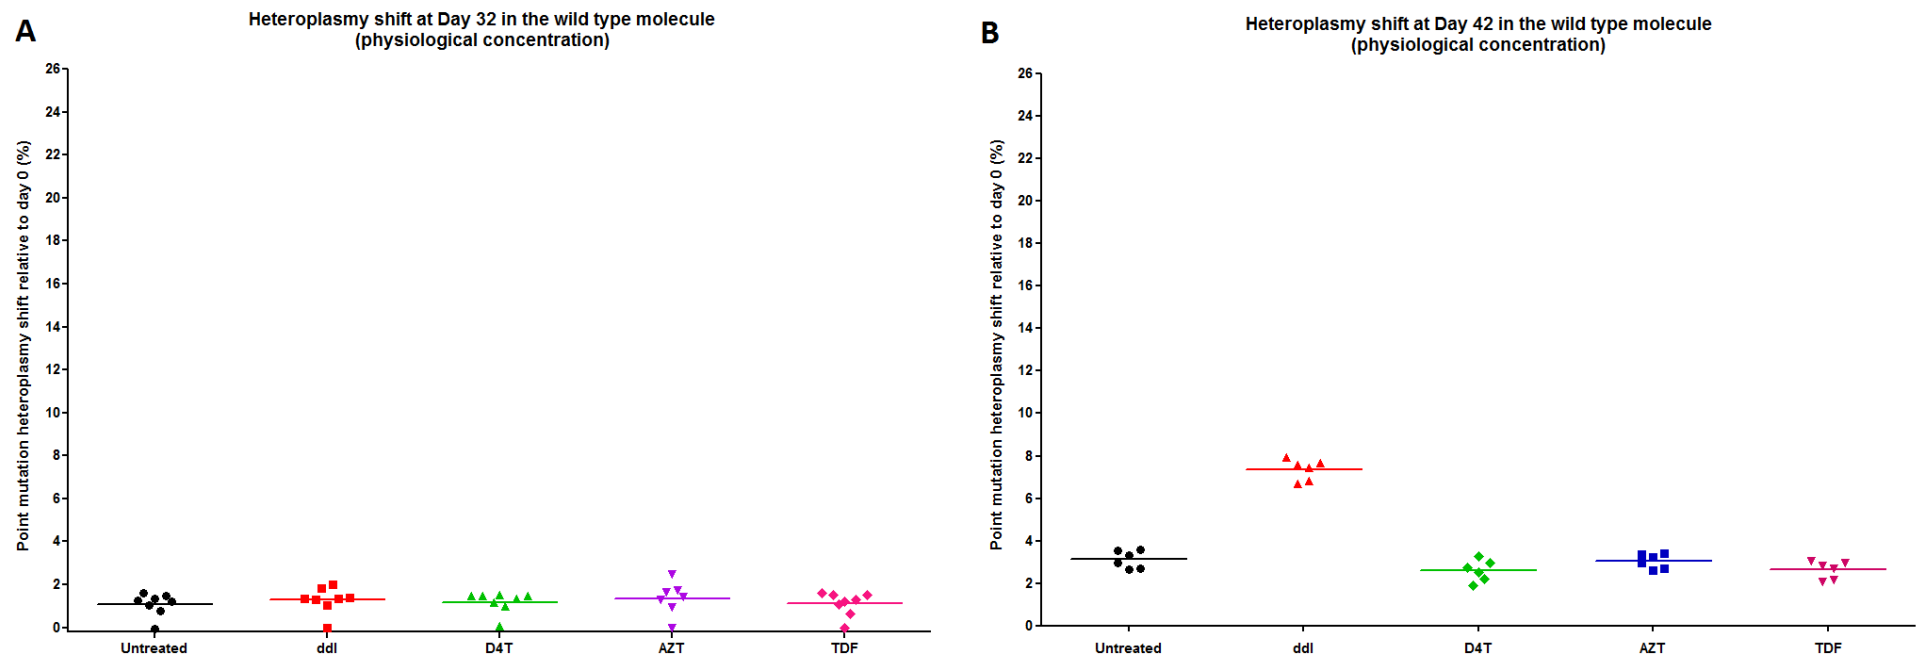 A
Heteroplasmy shift at Day 32 in the wild type molecule
(physiological concentration)
Point mutation heteroplasmy shift relative to day 0 (%)
26
24
22
20
18
16
14
12
10
8
6
4
2
0
Untreated
ddI
D4T
AZT
TDF
B
Heteroplasmy shift at Day 42 in the wild type molecule
(physiological concentration)
Point mutation heteroplasmy shift relative to day 0 (%)
26
24
22
20
18
16
14
12
10
8
6
4
2
0
Untreated
ddI
D4T
AZT
TDF